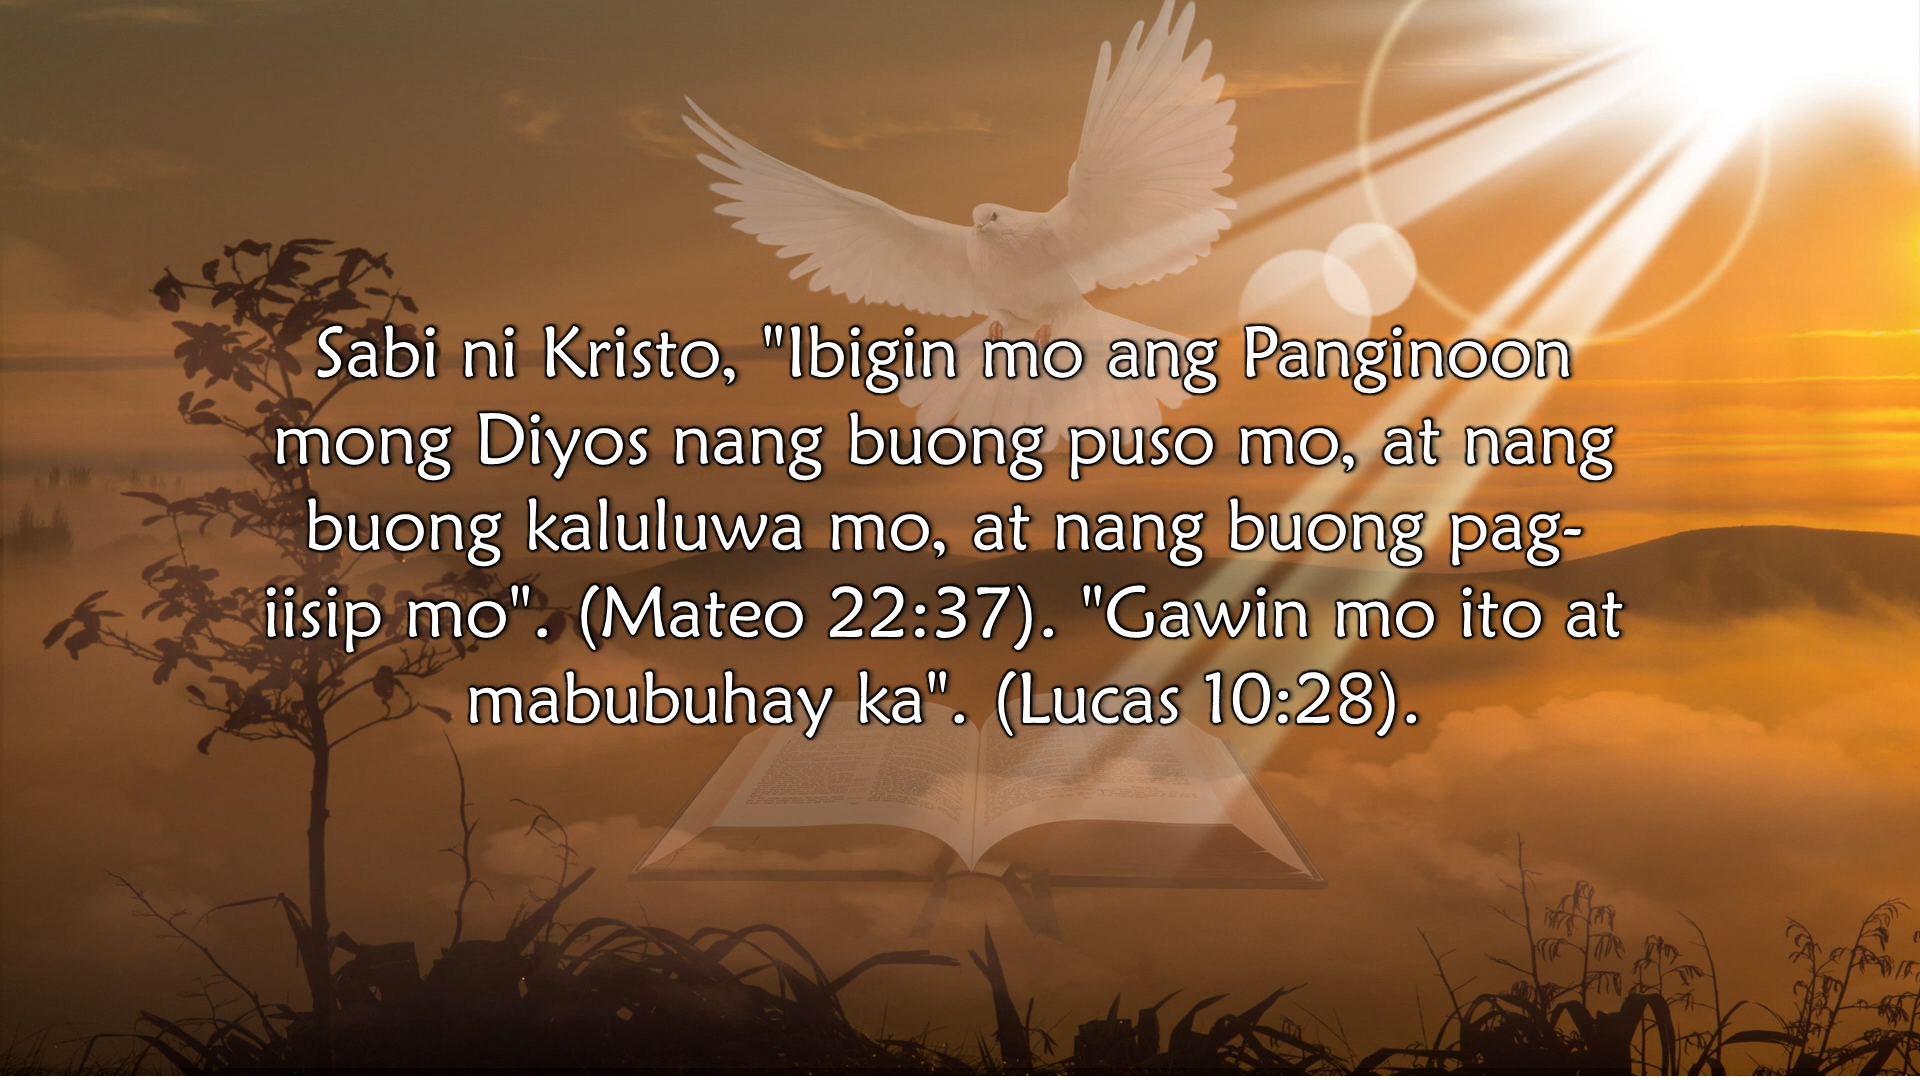 Sabi ni Kristo, "Ibigin mo ang Panginoon
mong Diyos nang buong puso mo, at nang
buong kaluluwa mo, at nang buong pag-
iisip mo". (Mateo 22:37). "Gawin mo ito at
mabubuhay ka". (Lucas 10:28).